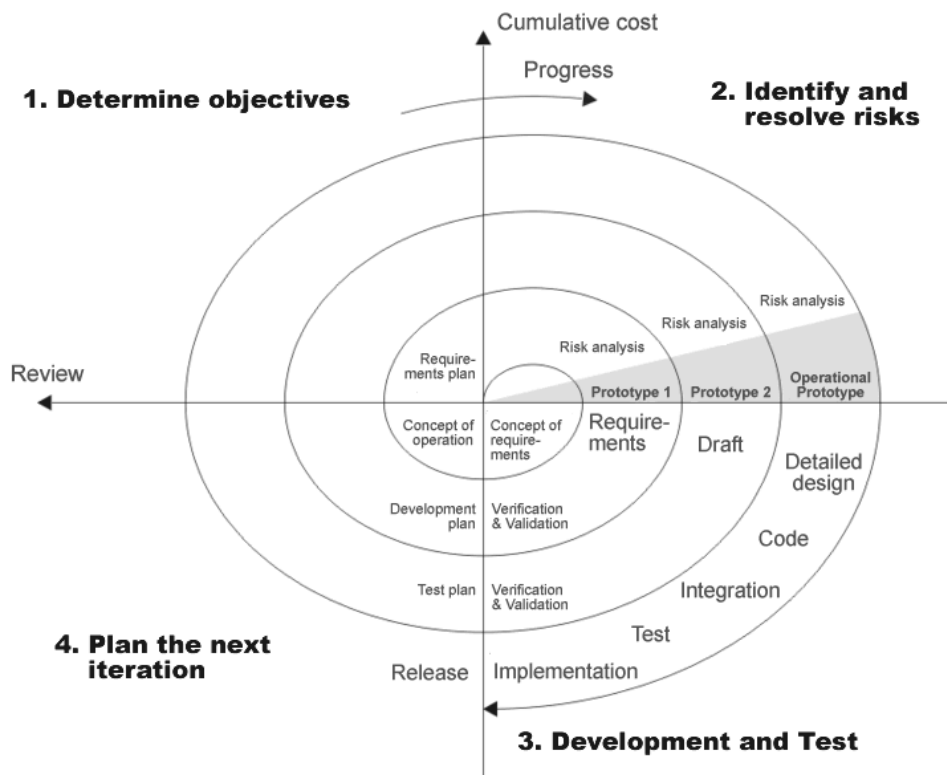 Cumulative cost
Progress
1. Determine objectives
2. Identify and
resolve risks
Risk analysis
Risk analysis
Risk analysis
Require-
ments plan
Review
Prototype 1
Prototype 2
Operational
Prototype
Concept of
operation
Concept of
require-
ments
Require-
ments
Draft
Detailed
design
Development
plan
Verification
& Validation
Code
Test plan
Verification
& Validation
Integration
Test
4. Plan the next
iteration
Release
Implementation
3. Development and Test